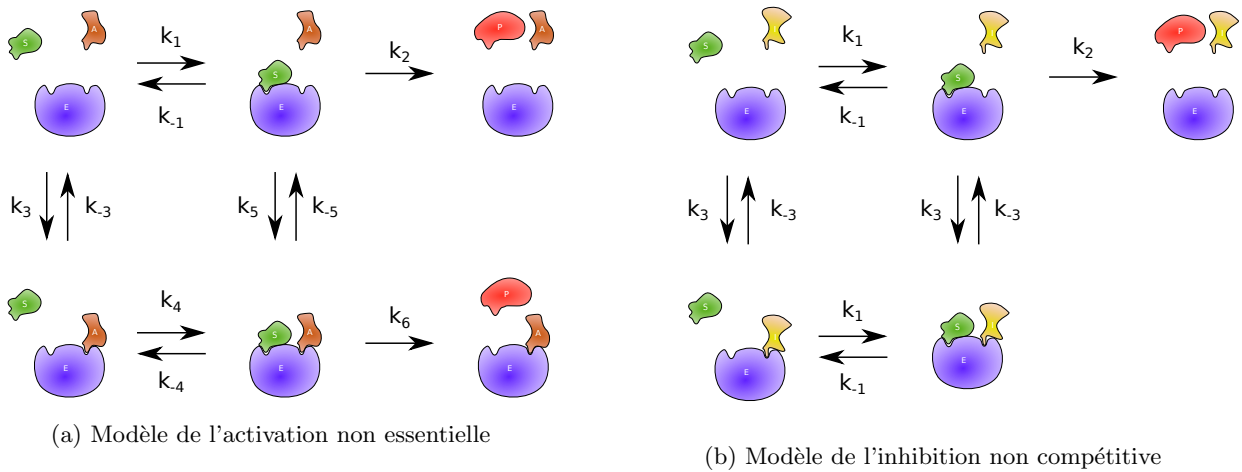 S A
k1
k-1
S A
E
k2
P A
E
E
k3 k-3
k5 k-5
S
A
E
k4
k-4
S A
E
k6
P
A
E
(a) Modèle de l'activation non essentielle
S
E
k1
k-1
S
E
k2
P
E
k3 k-3
k3 k-3
S
E
k1
k-1
S
E
(b) Modèle de l'inhibition non compétitive